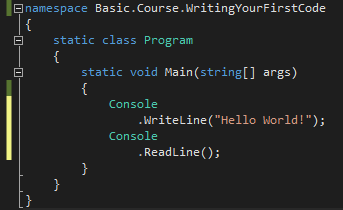 namespace Basic.Course.WritingYourFirstCode
{
    static class Program
    {
        static void Main(string[] args)
        {
            Console
                .WriteLine("Hello World!");
            Console
                .ReadLine();
        }
    }
}